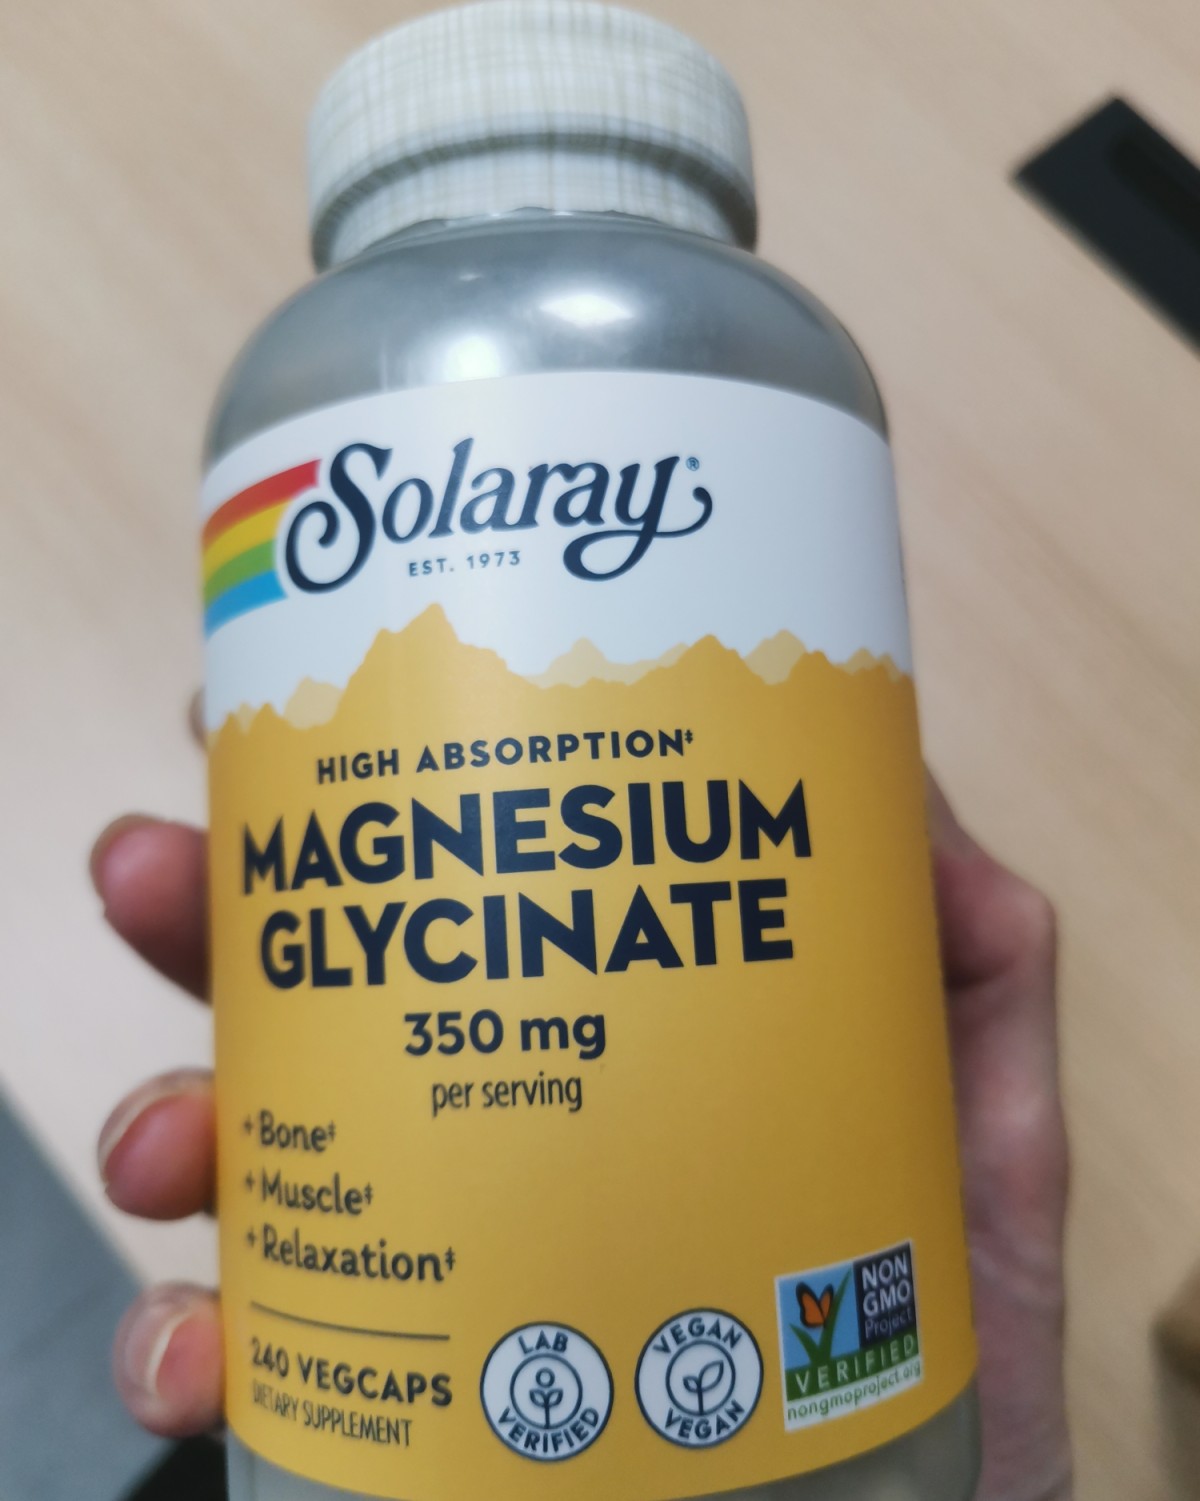 Solaray®
EST. 1973
HIGH ABSORPTION‡
MAGNESIUM
GLYCINATE
350 mg
per serving
+ Bone‡
+ Muscle‡
+ Relaxation‡
240 VEGCAPS
DIETARY SUPPLEMENT
LAB
VERIFIED
VEGAN
VEGAN
NON
GMO
Project
VERIFIED
nongmoproject.org